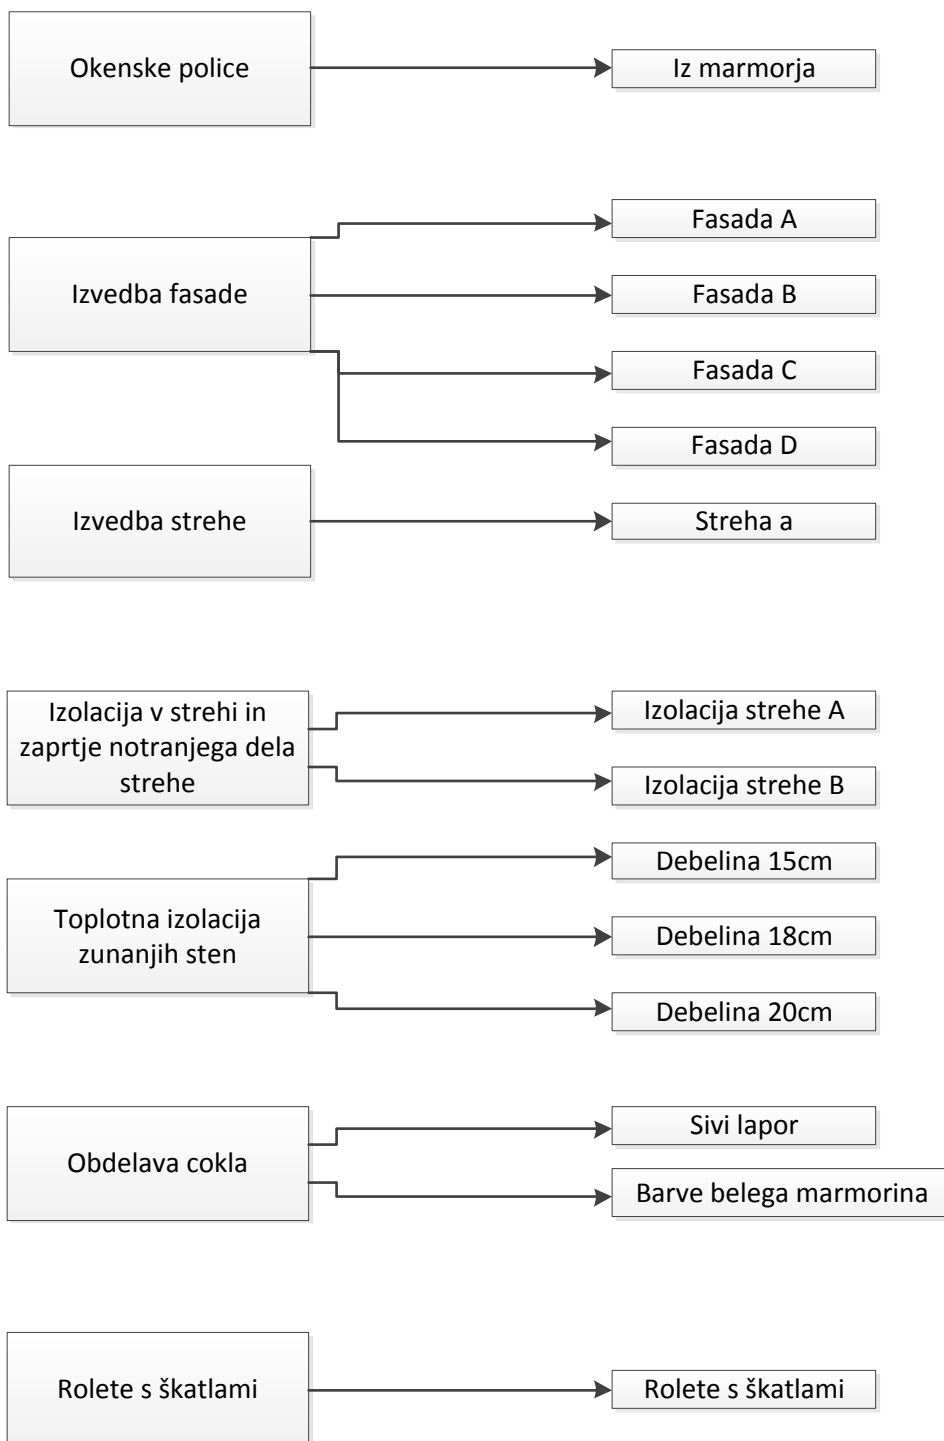 Okenske police
Iz marmorja
Izvedba fasade
Fasada A
Fasada B
Fasada C
Fasada D
Izvedba strehe
Streha a
Izolacija v strehi in
zaprtje notranjega dela
strehe
Izolacija strehe A
Izolacija strehe B
Toplotna izolacija
zunanjih sten
Debelina 15cm
Debelina 18cm
Debelina 20cm
Obdelava cokla
Sivi lapor
Barve belega marmorina
Rolete s škatlami
Rolete s škatlami